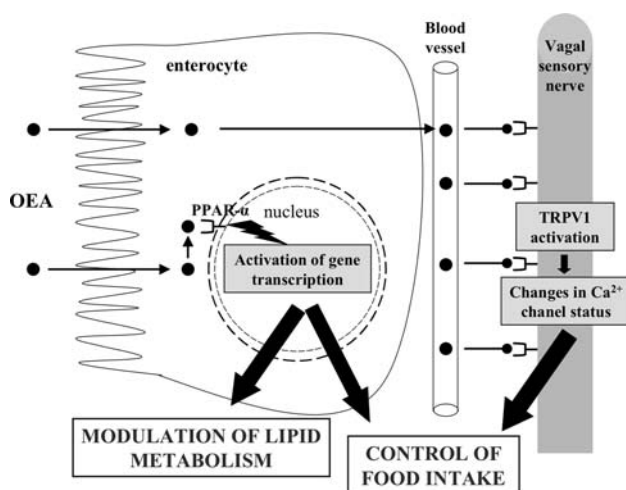 Blood
vessel
Vagal
sensory
nerve
enterocyte
OEA
PPAR-α
nucleus
Activation of gene
transcription
TRPV1
activation
Changes in Ca²⁺
chanel status
MODULATION OF LIPID
METABOLISM
CONTROL OF
FOOD INTAKE